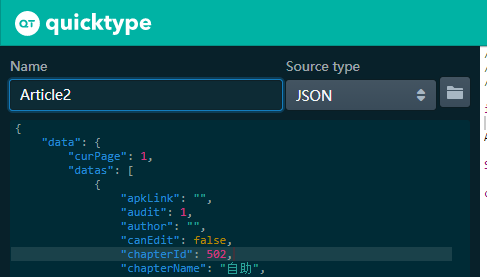 QT quicktype
Name
Source type
Article2
JSON
{
"data": {
"curPage": 1,
"datas": [
{
"apkLink": "",
"audit": 1,
"author": "",
"canEdit": false,
"chapterId": 502,
"chapterName": "自助",